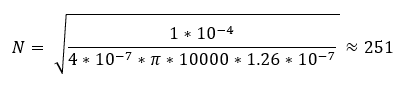 N = √(1 * 10⁻⁴ / (4 * 10⁻⁷ * π * 10000 * 1.26 * 10⁻⁷)) ≈ 251